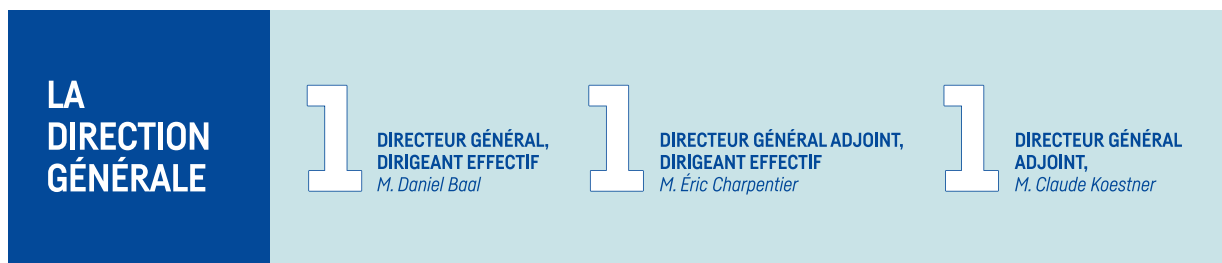 LA
DIRECTION
GÉNÉRALE
1
DIRECTEUR GÉNÉRAL,
DIRIGEANT EFFECTIF
M. Daniel Baal
1
DIRECTEUR GÉNÉRAL ADJOINT,
DIRIGEANT EFFECTIF
M. Éric Charpentier
1
DIRECTEUR GÉNÉRAL
ADJOINT,
M. Claude Koestner